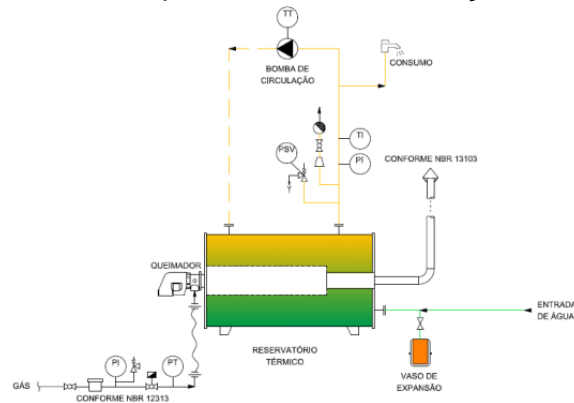 TT
BOMBA DE
CIRCULAÇÃO
CONSUMO
PSV
TI
PI
CONFORME NBR 13103
QUEIMADOR
ENTRADA
DE ÁGUA
RESERVATÓRIO
TÉRMICO
VASO DE
EXPANSÃO
PI
PT
GÁS
CONFORME NBR 12313